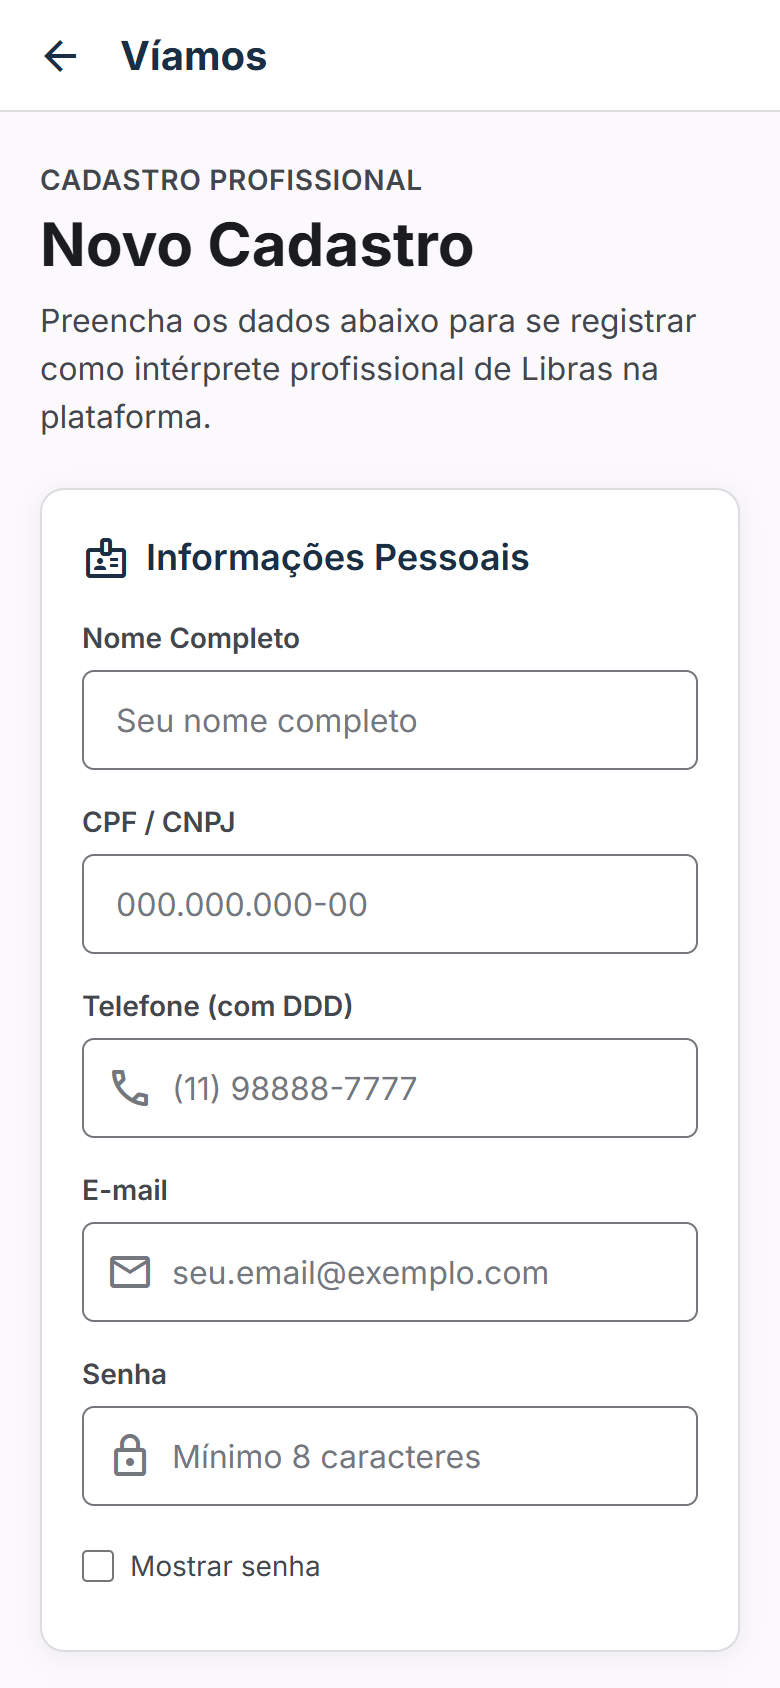 Víamos
CADASTRO PROFISSIONAL
Novo Cadastro
Preencha os dados abaixo para se registrar
como intérprete profissional de Libras na
plataforma.
Informações Pessoais
Nome Completo
Seu nome completo
CPF / CNPJ
000.000.000-00
Telefone (com DDD)
(11) 98888-7777
E-mail
seu.email@exemplo.com
Senha
Mínimo 8 caracteres
Mostrar senha